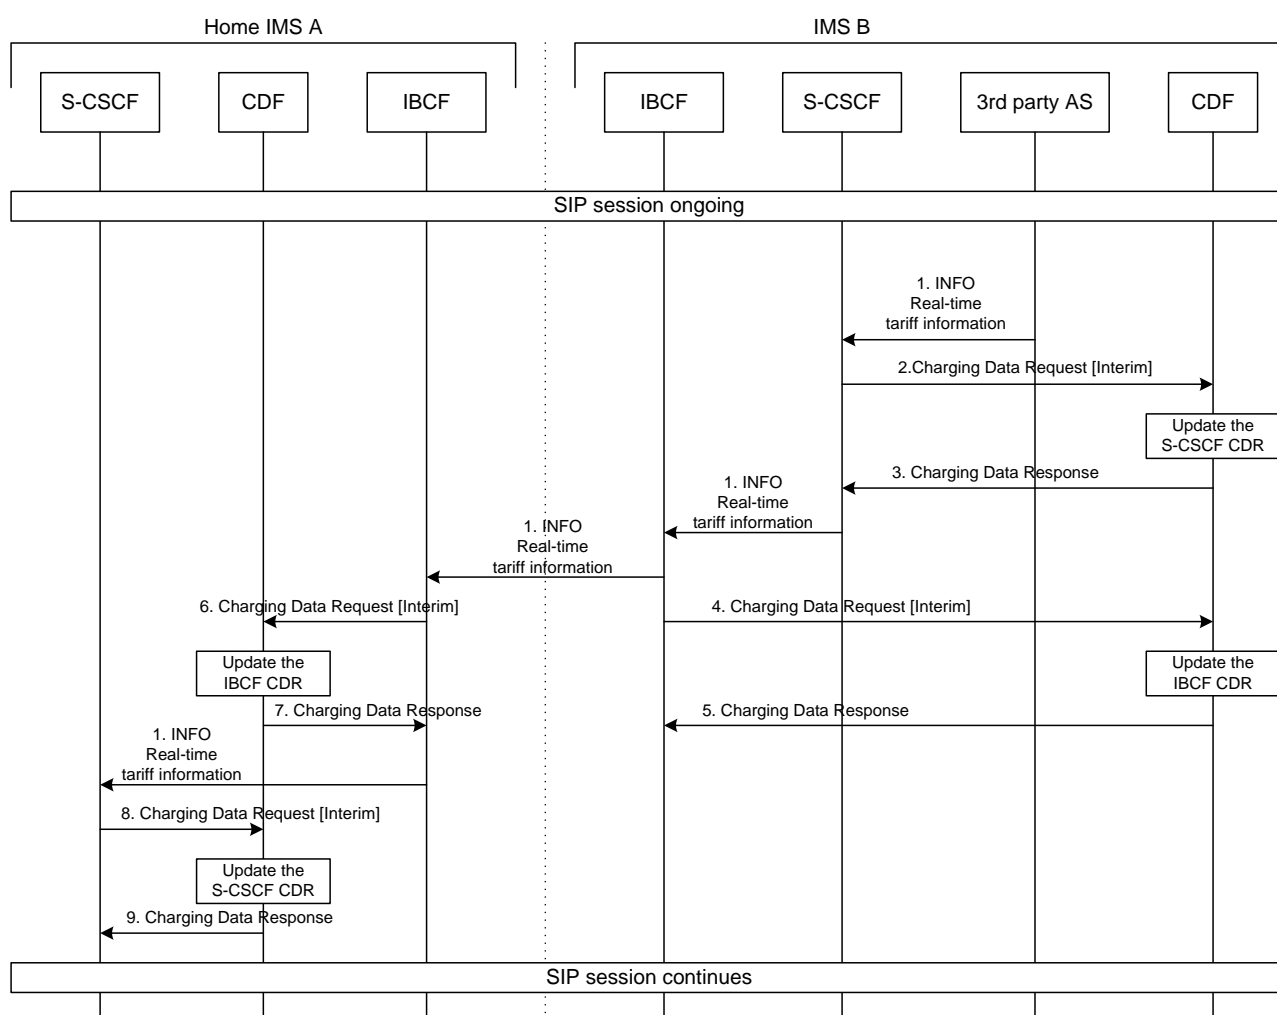 Home IMS A
IMS B
S-CSCF
CDF
IBCF
IBCF
S-CSCF
3rd party AS
CDF
SIP session ongoing
1. INFO
Real-time
tariff information
2.Charging Data Request [Interim]
Update the
S-CSCF CDR
3. Charging Data Response
1. INFO
Real-time
tariff information
1. INFO
Real-time
tariff information
6. Charging Data Request [Interim]
4. Charging Data Request [Interim]
Update the
IBCF CDR
Update the
IBCF CDR
7. Charging Data Response
5. Charging Data Response
1. INFO
Real-time
tariff information
8. Charging Data Request [Interim]
Update the
S-CSCF CDR
9. Charging Data Response
SIP session continues